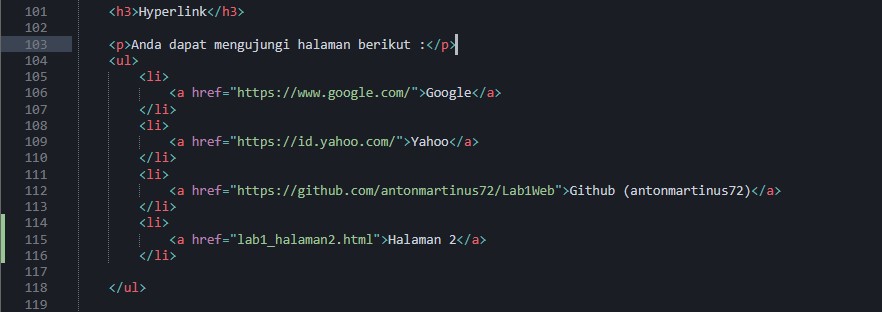 101 <h3>Hyperlink</h3>
102
103 <p>Anda dapat mengujungi halaman berikut :</p>
104 <ul>
105 <li>
106 <a href="https://www.google.com/">Google</a>
107 </li>
108 <li>
109 <a href="https://id.yahoo.com/">Yahoo</a>
110 </li>
111 <li>
112 <a href="https://github.com/antonmartinus72/Lab1Web">Github (antonmartinus72)</a>
113 </li>
114 <li>
115 <a href="lab1_halaman2.html">Halaman 2</a>
116 </li>
117
118 </ul>
119